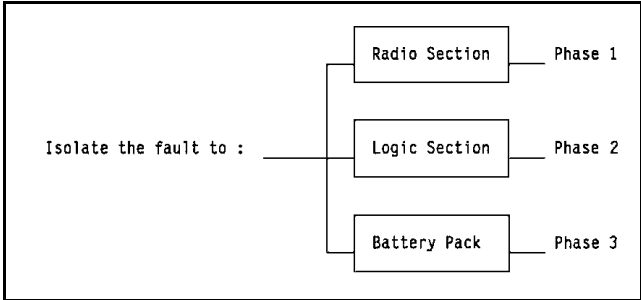 Radio Section Phase 1
Isolate the fault to : Logic Section Phase 2
Battery Pack Phase 3